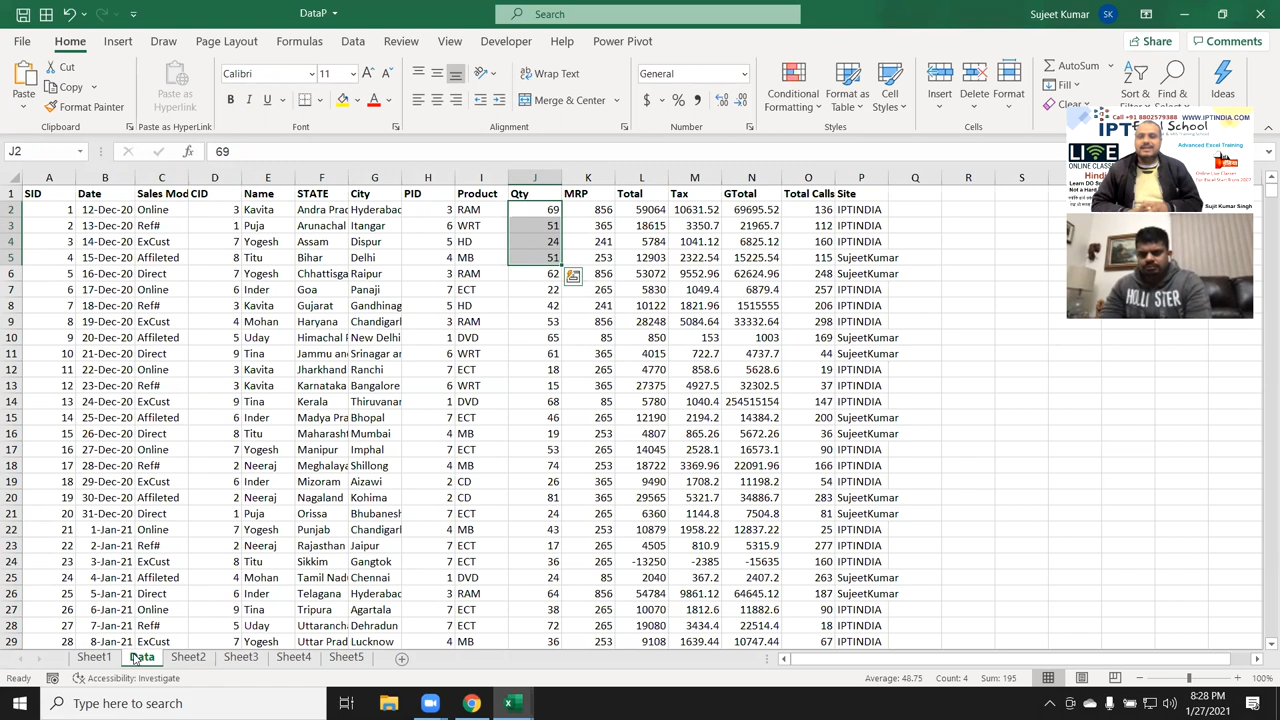 DATA
Search
Sujeet Kumar
SK
File Home Insert Draw Page Layout Formulas Data Review View Developer Help Power Pivot
Share
Comments
Paste
Cut
Copy
Format Painter
Clipboard
Paste as
Hyperlink
Paste as HyperLink
Calibri 11
B I U
Font
Wrap Text
Merge & Center
Alignment
General
$ %
Number
Conditional
Formatting
Format as
Table
Cell
Styles
Styles
Insert Delete Format
Cells
AutoSum
Fill
Clear
Sort &
Find &
Ideas
Call +91 8802579388 WWW.IPTINDIA.COM
School
Advanced Excel Training
LIVE
ONLINE CLASSES
Sujit Kumar Singh
HOLLISTER
J2 fx 69
A B C D E F G H I J K L M N O P Q R S
1 SID Date Sales Mod CID Name STATE City PID Product Qty MRP Total Tax GTotal Total Calls Site
2 1 12-Dec-20 Online 3 Kavita Andra Prad Hyderabad 3 RAM 69 856 59064 10631.52 69695.52 136 IPTINDIA
3 2 13-Dec-20 Ref# 1 Puja Arunachal Itangar 6 WRT 51 365 18615 3350.7 21965.7 112 IPTINDIA
4 3 14-Dec-20 ExCust 7 Yogesh Assam Dispur 5 HD 24 241 5784 1041.12 6825.12 160 IPTINDIA
5 4 15-Dec-20 Affileted 8 Titu Bihar Delhi 4 MB 51 253 12903 2322.54 15225.54 115 SujeetKumar
6 5 16-Dec-20 Direct 7 Yogesh Chhattisga Raipur 3 RAM 62 856 53072 9552.96 62624.96 248 IPTINDIA
7 6 17-Dec-20 Online 6 Inder Goa Panaji 7 ECT 22 265 5830 1049.4 6879.4 257 IPTINDIA
8 7 18-Dec-20 Ref# 3 Kavita Gujarat Gandhinag 5 HD 42 241 10122 1821.96 1515555 206 IPTINDIA
9 8 19-Dec-20 ExCust 4 Mohan Haryana Chandigarl 3 RAM 53 856 28248 5084.64 33332.64 298 IPTINDIA
10 9 20-Dec-20 Affileted 5 Uday Himachal P New Delhi 1 DVD 65 85 850 153 1003 169 SujeetKumar
11 10 21-Dec-20 Direct 9 Tina Jammu an Srinagar a 6 WRT 61 365 4015 722.7 4737.7 44 SujeetKumar
12 11 22-Dec-20 Online 3 Kavita Jharkhand Ranchi 7 ECT 18 265 4770 858.6 5628.6 19 IPTINDIA
13 12 23-Dec-20 Ref# 3 Kavita Karnataka Bangalore 6 WRT 15 365 27375 4927.5 32302.5 37 IPTINDIA
14 13 24-Dec-20 ExCust 9 Tina Kerala Thiruvanan 1 DVD 68 85 5780 1040.4 254515154 147 IPTINDIA
15 14 25-Dec-20 Affileted 6 Inder Madya Pra Bhopal 7 ECT 46 265 12190 2194.2 14384.2 200 SujeetKumar
16 15 26-Dec-20 Direct 8 Titu Maharasht Mumbai 4 MB 19 253 4807 865.26 5672.26 36 SujeetKumar
17 16 27-Dec-20 Online 7 Yogesh Manipur Imphal 7 ECT 53 265 14045 2528.1 16573.1 90 IPTINDIA
18 17 28-Dec-20 Ref# 2 Neeraj Meghalaya Shillong 4 MB 74 253 18722 3369.96 22091.96 166 IPTINDIA
19 18 29-Dec-20 ExCust 6 Inder Mizoram Aizawi 2 CD 26 365 9490 1708.2 11198.2 54 IPTINDIA
20 19 30-Dec-20 Affileted 2 Neeraj Nagaland Kohima 2 CD 81 365 29565 5321.7 34886.7 283 SujeetKumar
21 20 31-Dec-20 Direct 1 Puja Orissa Bhubanesh 7 ECT 24 265 6360 1144.8 7504.8 81 SujeetKumar
22 21 1-Jan-21 Online 7 Yogesh Punjab Chandigarl 4 MB 43 265 10879 1958.22 12837.22 25 IPTINDIA
23 22 2-Jan-21 Ref# 2 Neeraj Rajasthan Jaipur 7 ECT 17 265 4505 810.9 5315.9 277 IPTINDIA
24 23 3-Jan-21 ExCust 8 Titu Sikkim Gangtok 7 ECT 36 265 -13250 -2385 -15635 160 IPTINDIA
25 24 4-Jan-21 Affileted 4 Mohan Tamil Nad Chennai 1 DVD 24 85 2040 367.2 2407.2 263 SujeetKumar
26 25 5-Jan-21 Direct 6 Inder Telagana Hyderabad 3 RAM 64 265 54784 9861.12 64645.12 187 SujeetKumar
27 26 6-Jan-21 Online 9 Tina Tripura Agartala 7 ECT 38 265 10070 1812.6 11882.6 90 IPTINDIA
28 27 7-Jan-21 Ref# 5 Uday Uttaranch Dehradun 7 ECT 72 265 19080 3434.4 22514.4 18 IPTINDIA
29 28 8-Jan-21 ExCust 7 Yogesh Uttar Prad Lucknow 4 MB 36 253 9108 1639.44 10747.44 67 IPTINDIA
Sheet1 Data Sheet2 Sheet3 Sheet4 Sheet5
Ready Accessibility: Investigate Average: 48.75 Count: 4 Sum: 195 100%
Type here to search
8:28 PM
1/27/2021